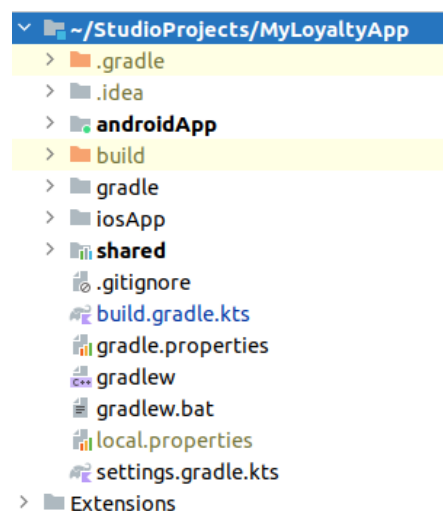 ~/StudioProjects/MyLoyaltyApp
.gradle
.idea
androidApp
build
gradle
iosApp
shared
.gitignore
build.gradle.kts
gradle.properties
C++ gradlew
gradlew.bat
local.properties
settings.gradle.kts
Extensions